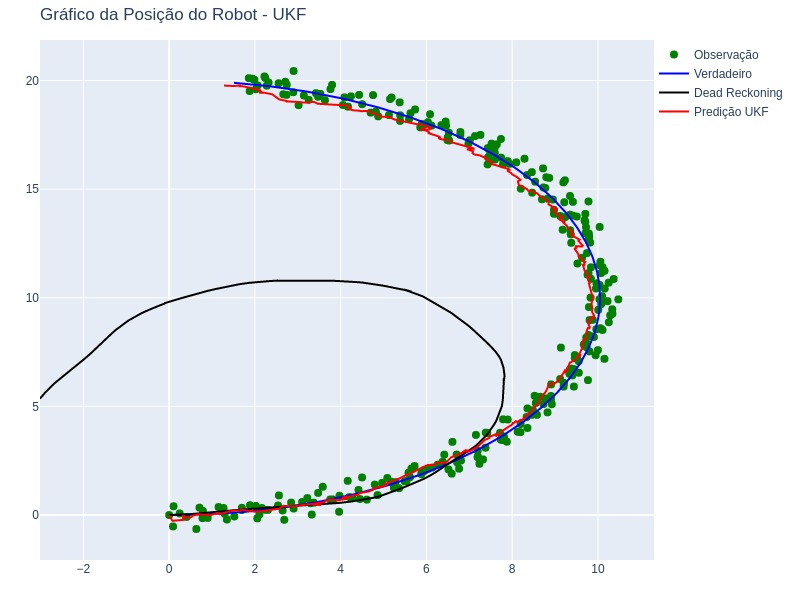 Gráfico da Posição do Robot - UKF
Observação
Verdadeiro
Dead Reckoning
Predição UKF
20
15
10
5
0
−2
0
2
4
6
8
10